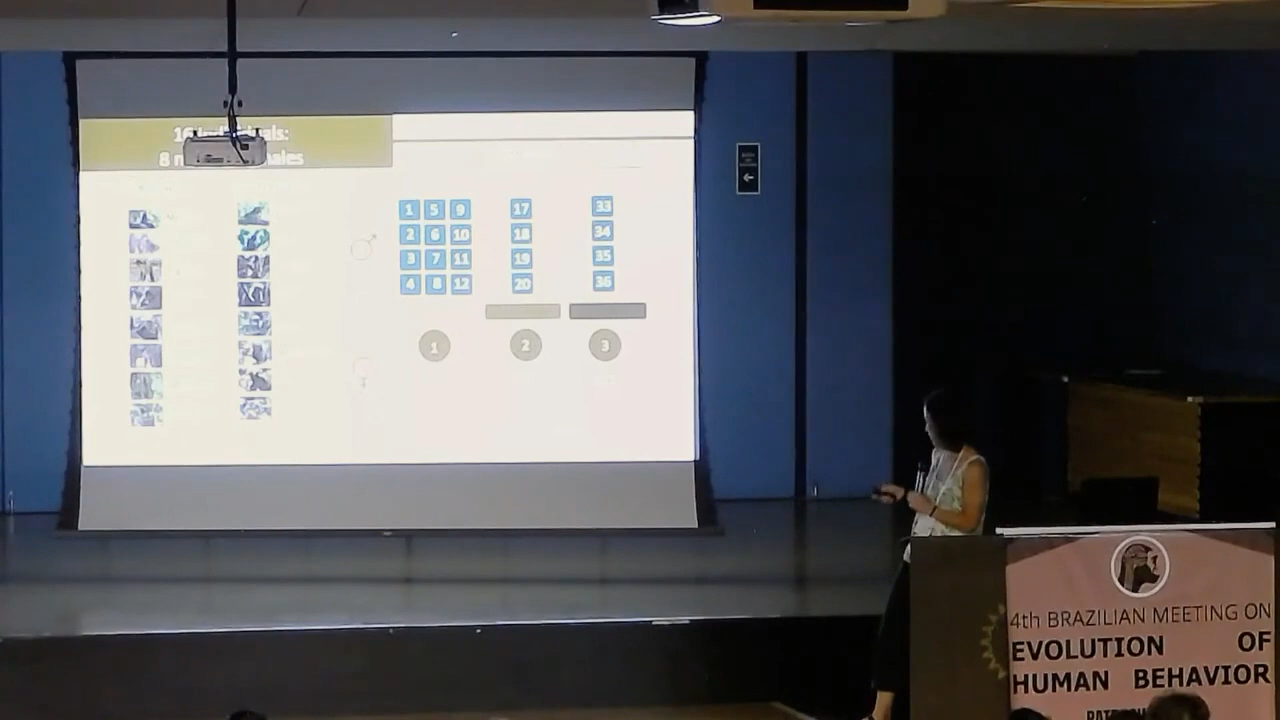 1 5 9 17 33
2 6 10 18 34
3 7 11 19 35
4 8 12 20 36
1 2 3
4th BRAZILIAN MEETING ON
EVOLUTION OF
HUMAN BEHAVIOR